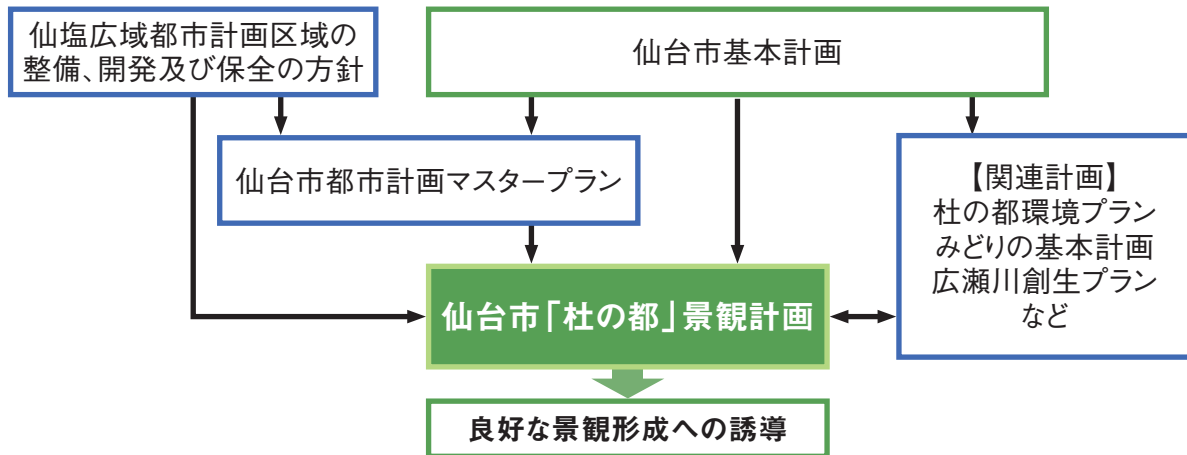 仙塩広域都市計画区域の
整備、開発及び保全の方針
仙台市基本計画
仙台市都市計画マスタープラン
【関連計画】
杜の都環境プラン
みどりの基本計画
広瀬川創生プラン
など
仙台市「杜の都」景観計画
良好な景観形成への誘導